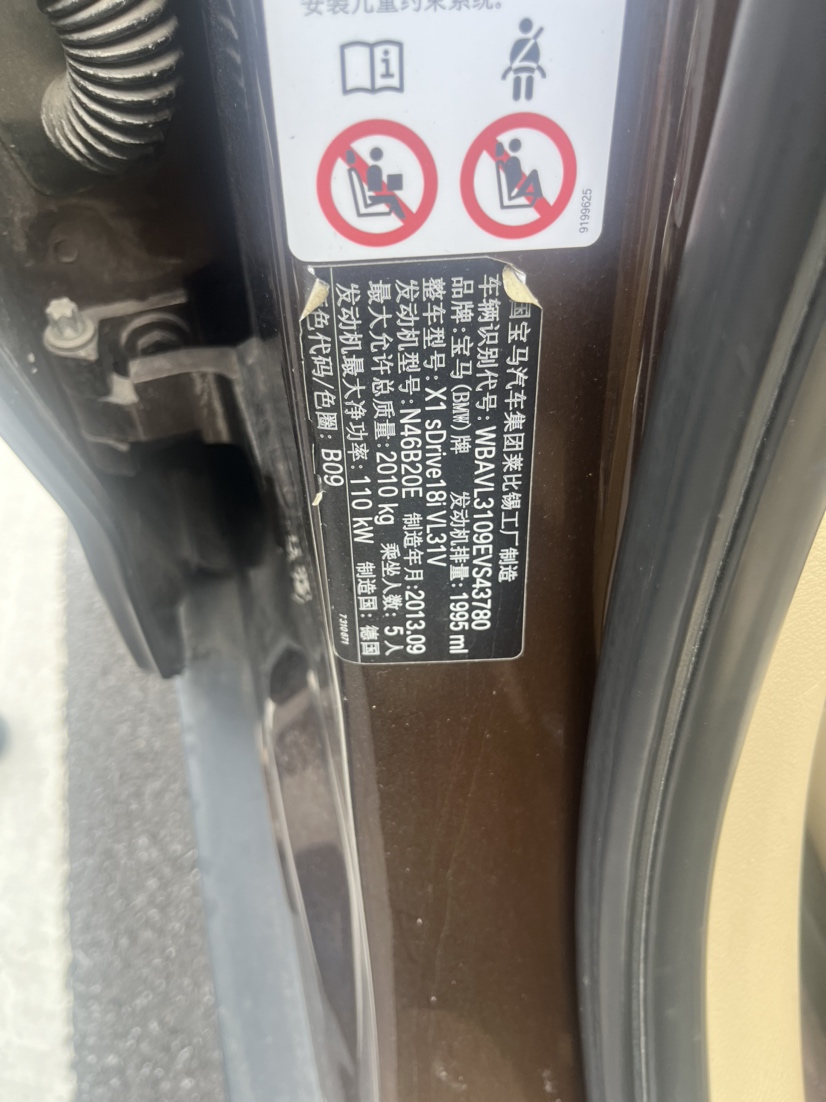 安装儿童约束系统。
9199625
国宝马汽车集团莱比锡工厂制造
车辆识别代号: WBAVL3109EVS43780
品牌:宝马(BMW)牌 发动机排量:1995 ml
整车型号: X1 sDrive18i VL31V
发动机型号: N46B20E 制造年月:2013.09
最大允许总质量: 2010 kg 乘坐人数: 5人
发动机最大净功率: 110 kW 制造国: 德国
色代码/色圈: B09
7 310 671